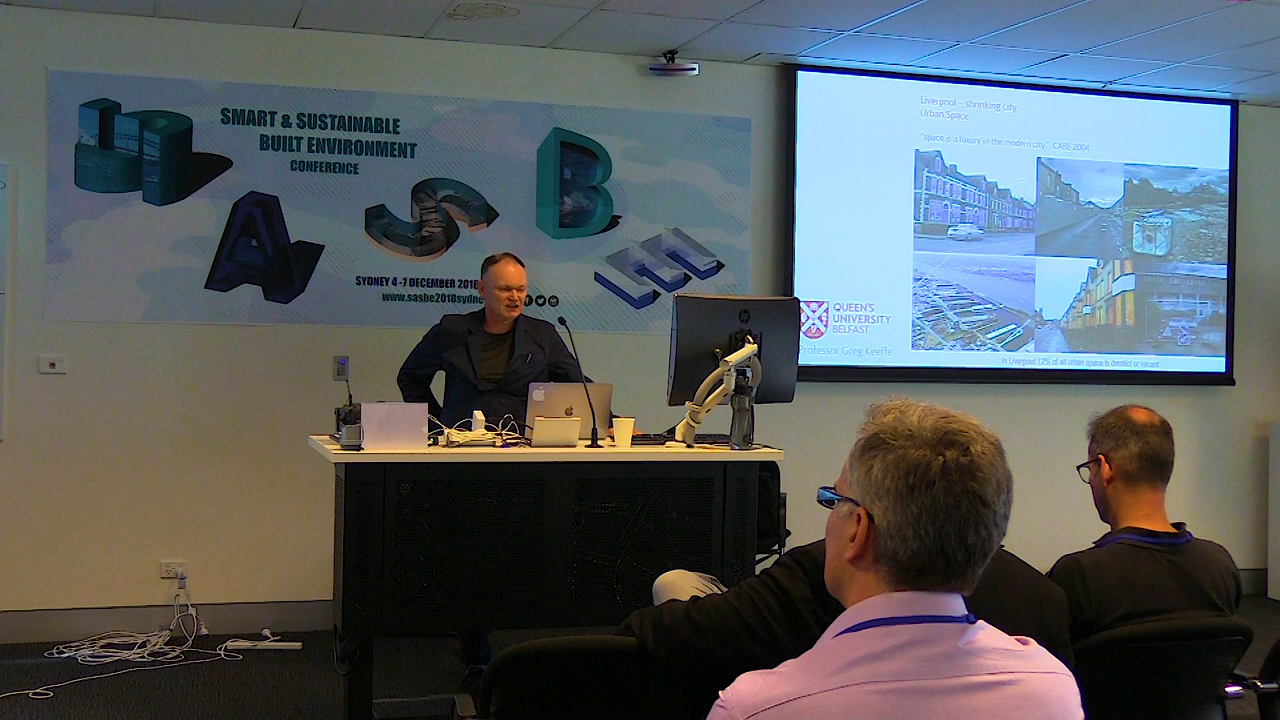 SMART & SUSTAINABLE
BUILT ENVIRONMENT
CONFERENCE
SASBE
SYDNEY 4-7 DECEMBER 2018
www.sasbe2018sydne
Liverpool – shrinking city
Urban Space
"space is a luxury in the modern city" CABE 2004
QUEEN'S
UNIVERSITY
BELFAST
Professor Greg Keeffe
In Liverpool 12% of all urban space is derelict or vacant
hp